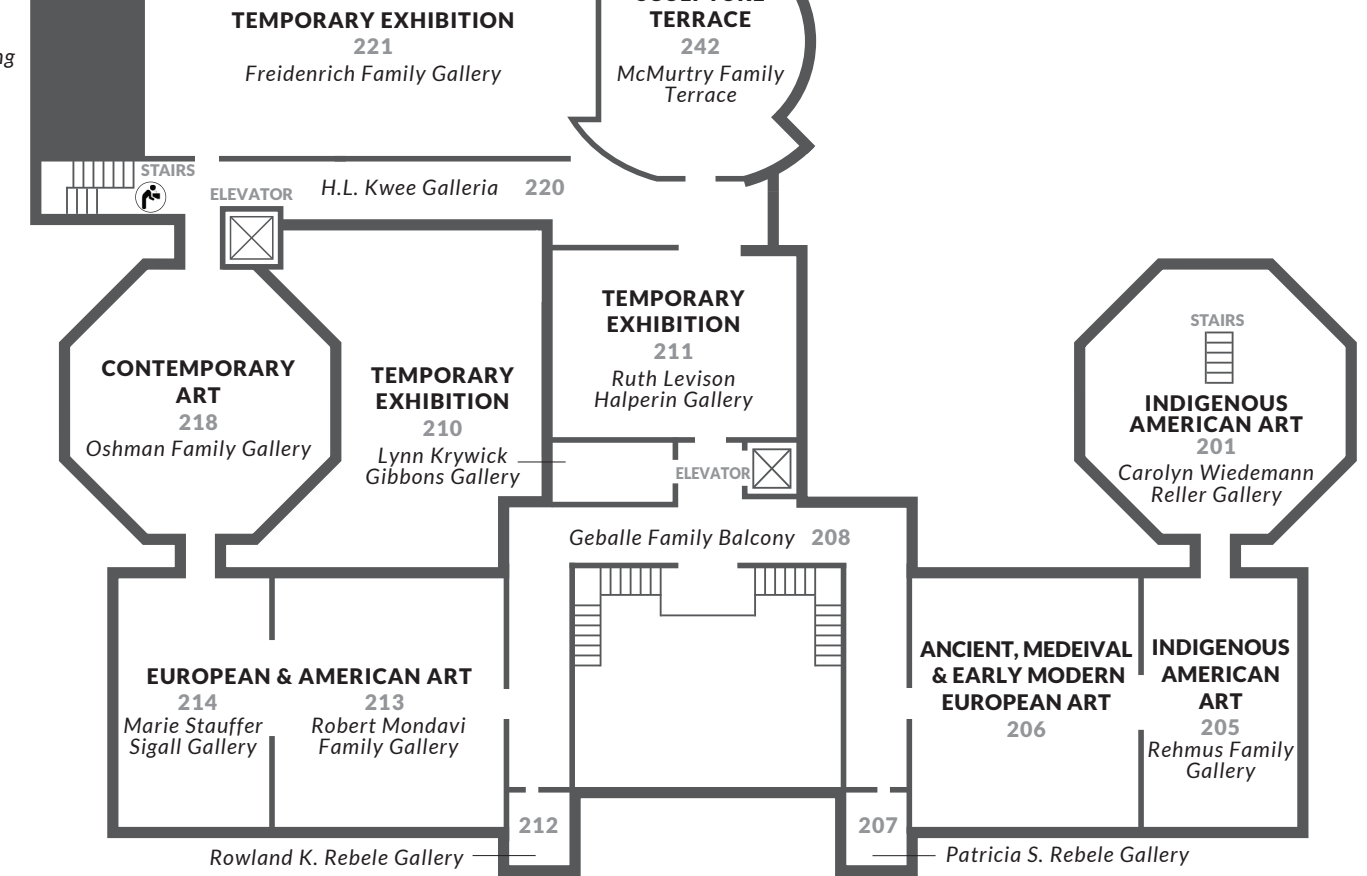 TEMPORARY EXHIBITION
221
Freidenrich Family Gallery
TERRACE
242
McMurtry Family
Terrace
STAIRS
ELEVATOR
H.L. Kwee Galleria 220
TEMPORARY
EXHIBITION
211
Ruth Levison
Halperin Gallery
CONTEMPORARY
ART
218
Oshman Family Gallery
TEMPORARY
EXHIBITION
210
Lynn Krywick
Gibbons Gallery
ELEVATOR
STAIRS
INDIGENOUS
AMERICAN ART
201
Carolyn Wiedemann
Reller Gallery
Geballe Family Balcony 208
EUROPEAN & AMERICAN ART
214
Marie Stauffer
Sigall Gallery
213
Robert Mondavi
Family Gallery
ANCIENT, MEDEIVAL
& EARLY MODERN
EUROPEAN ART
206
INDIGENOUS
AMERICAN
ART
205
Rehmus Family
Gallery
212
Rowland K. Rebele Gallery
207
Patricia S. Rebele Gallery